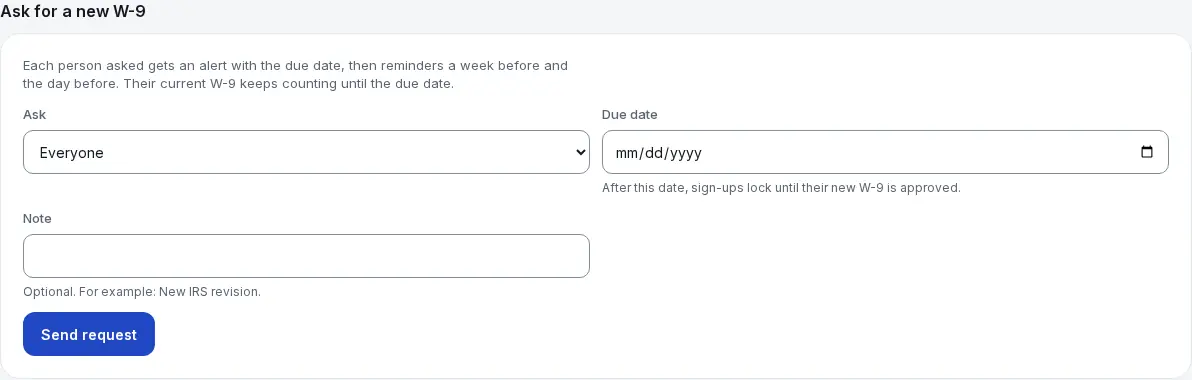 Ask for a new W-9
Each person asked gets an alert with the due date, then reminders a week before and
the day before. Their current W-9 keeps counting until the due date.
Ask
Due date
Everyone
mm/dd/yyyy
After this date, sign-ups lock until their new W-9 is approved.
Note
Optional. For example: New IRS revision.
Send request